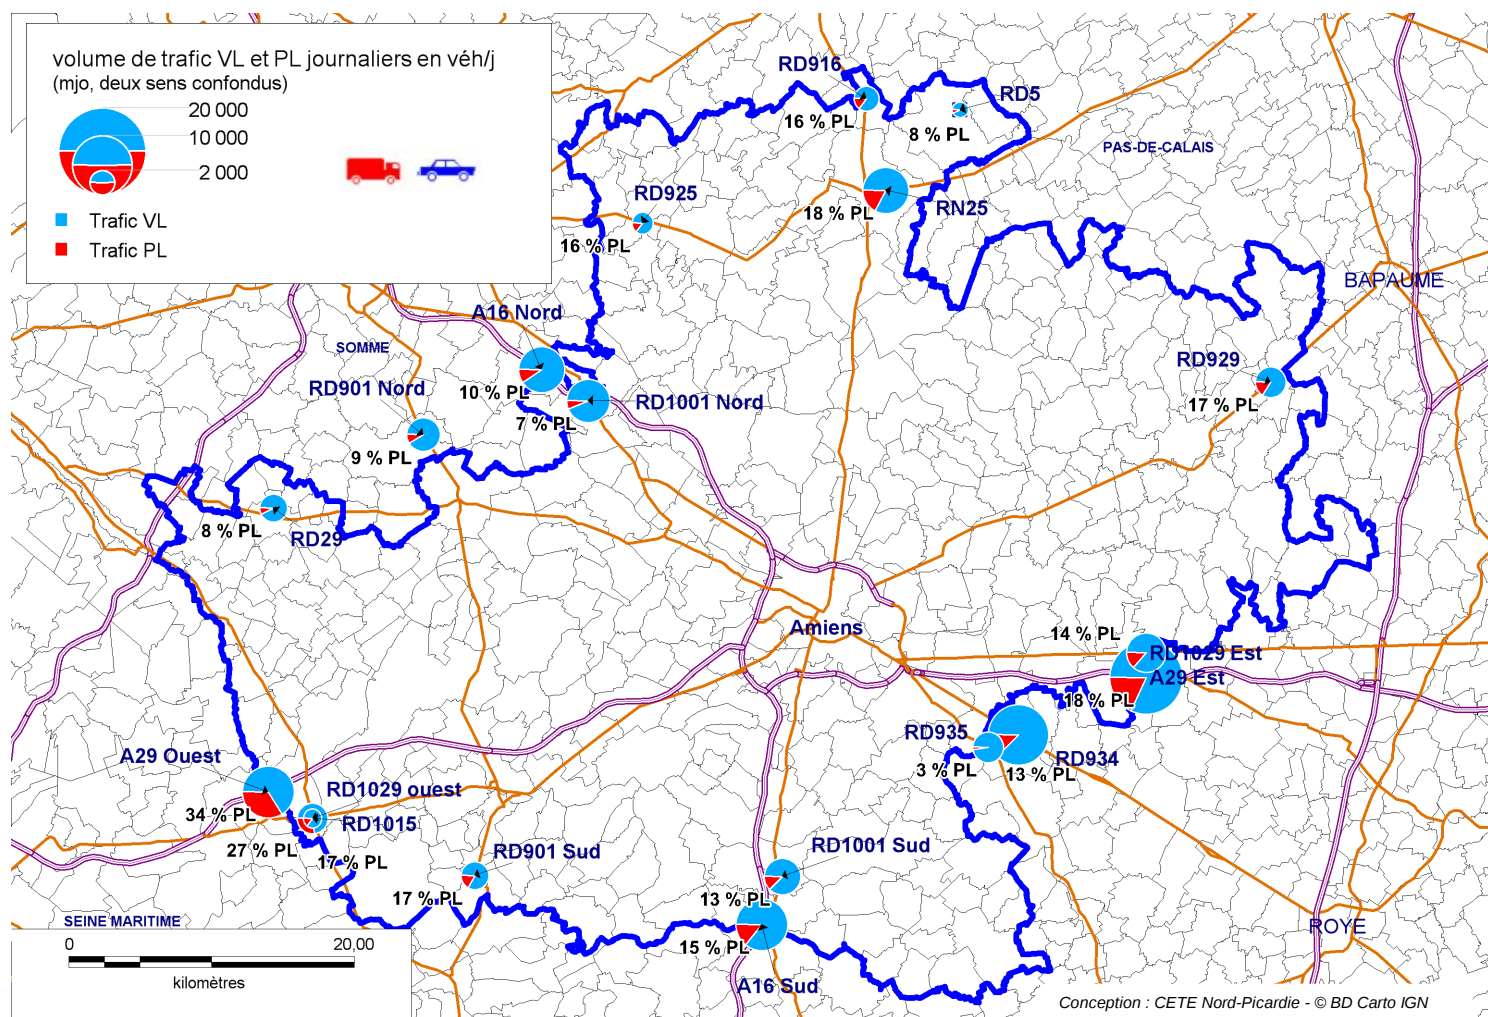 volume de trafic VL et PL journaliers en véh/j
(mjo, deux sens confondus)
20 000
10 000
2 000
Trafic VL
Trafic PL
RD916
16 % PL
RD5
8 % PL
PAS-DE-CALAIS
RD925
16 % PL
18 % PL
RN25
BAPAUME
A16 Nord
SOMME
RD901 Nord
10 % PL
RD1001 Nord
7 % PL
RD929
17 % PL
9 % PL
8 % PL
RD29
Amiens
14 % PL
RD1029 Est
A29 Est
18 % PL
RD935
3 % PL
RD934
13 % PL
A29 Ouest
RD1029 ouest
34 % PL
RD1015
27 % PL
17 % PL
RD901 Sud
17 % PL
RD1001 Sud
13 % PL
15 % PL
A16 Sud
SEINE MARITIME
ROYE
0
20,00
kilomètres
Conception : CETE Nord-Picardie - © BD Carto IGN